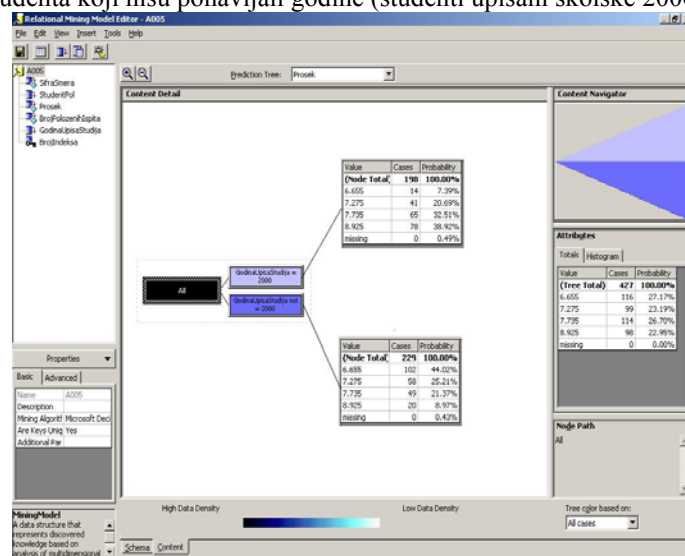 udenta koji nisu ponavljali godine (studenti upisani školske 2000
Relational Mining Model Editor - A005
File Edit View Insert Tools Help
A005
SifraSmera
StudentPol
Prosek
BrojPolozenihIspita
GodinaUpisaStudija
BrojIndeksa
Prediction Tree: Prosek
Content Detail
All
GodinaUpisaStudija = 2000
GodinaUpisaStudija not = 2000
Value Cases Probability
(Node Total) 198 100.00%
6.655 14 7.39%
7.275 41 20.69%
7.735 65 32.51%
8.925 78 38.92%
missing 0 0.49%
Value Cases Probability
(Node Total) 229 100.00%
6.655 102 44.02%
7.275 58 25.21%
7.735 49 21.37%
8.925 20 8.97%
missing 0 0.43%
Content Navigator
Attributes
Totals Histogram
Value Cases Probability
(Tree Total) 427 100.00%
6.655 116 27.17%
7.275 99 23.19%
7.735 114 26.70%
8.925 98 22.95%
missing 0 0.00%
Node Path
All
Properties
Basic Advanced
Name A005
Description
Mining Algorit Microsoft Deci
Are Keys Uniq Yes
Additional Par
MiningModel
A data structure that
represents discovered
knowledge based on
analysis of multidimensional
High Data Density Low Data Density
Tree color based on:
All cases
Schema Content